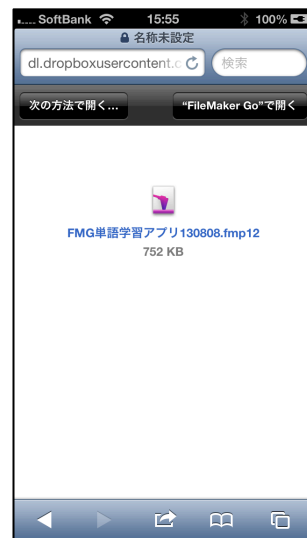 SoftBank 15:55 100%
名称未設定
dl.dropboxusercontent.c 検索
次の方法で開く... “FileMaker Go”で開く
FMG単語学習アプリ130808.fmp12
752 KB